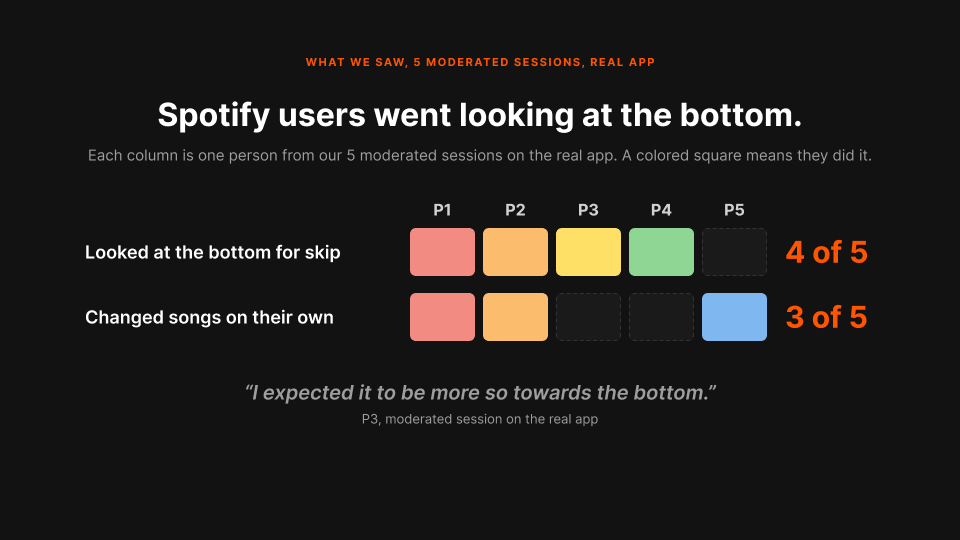 WHAT WE SAW, 5 MODERATED SESSIONS, REAL APP
Spotify users went looking at the bottom.
Each column is one person from our 5 moderated sessions on the real app. A colored square means they did it.
P1 P2 P3 P4 P5
Looked at the bottom for skip 4 of 5
Changed songs on their own 3 of 5
“I expected it to be more so towards the bottom.”
P3, moderated session on the real app